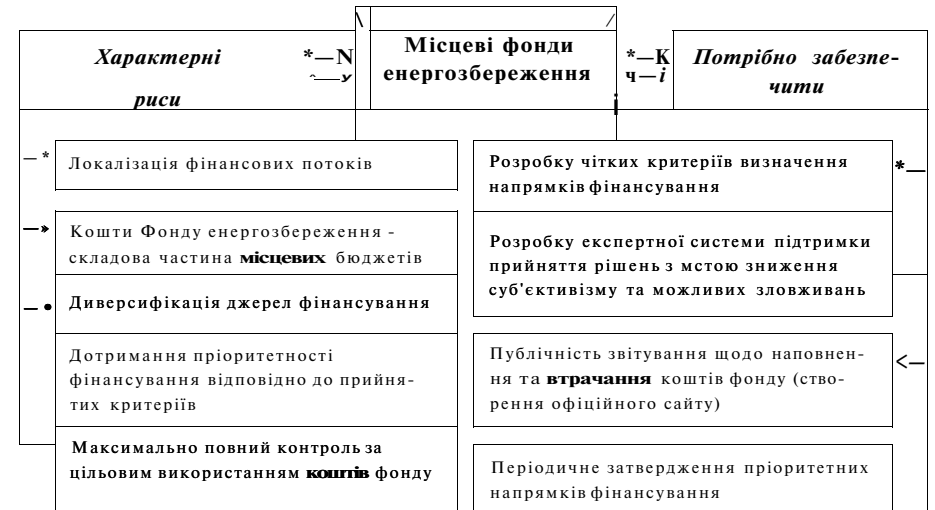 Характерні
риси
Місцеві фонди
енергозбереження
Потрібно забезпе-
чити
Локалізація фінансових потоків
Кошти Фонду енергозбереження -
складова частина місцевих бюджетів
Диверсифікація джерел фінансування
Дотримання пріоритетності
фінансування відповідно до прийня-
тих критеріїв
Максимально повний контроль за
цільовим використанням коштів фонду
Розробку чітких критеріїв визначення
напрямків фінансування
Розробку експертної системи підтримки
прийняття рішень з мстою зниження
суб'єктивізму та можливих зловживань
Публічність звітування щодо наповнен-
ня та втрачання коштів фонду (ство-
рення офіційного сайту)
Періодичне затвердження пріоритетних
напрямків фінансування